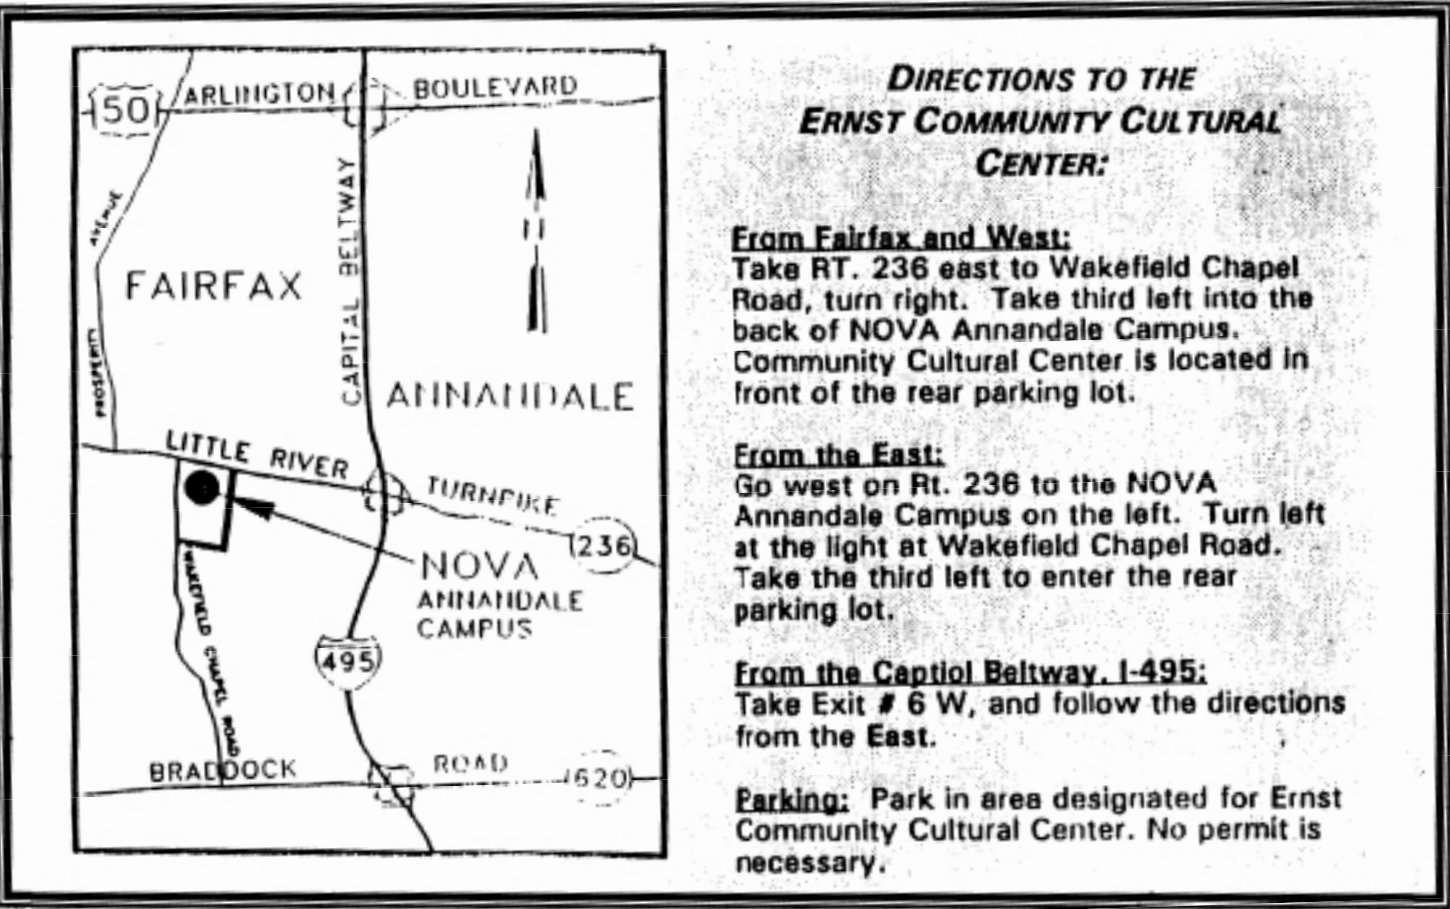 50
ARLINGTON BOULEVARD
CAPITAL BELTWAY
PROSPERITY AVENUE
FAIRFAX
ANNANDALE
LITTLE RIVER TURNPIKE
236
NOVA
ANNANDALE
CAMPUS
495
WAKEFIELD CHAPEL ROAD
BRADDOCK ROAD
620
DIRECTIONS TO THE
ERNST COMMUNITY CULTURAL
CENTER:
From Fairfax and West:
Take RT. 236 east to Wakefield Chapel
Road, turn right. Take third left into the
back of NOVA Annandale Campus.
Community Cultural Center is located in
front of the rear parking lot.
From the East:
Go west on Rt. 236 to the NOVA
Annandale Campus on the left. Turn left
at the light at Wakefield Chapel Road.
Take the third left to enter the rear
parking lot.
From the Captiol Beltway, I-495:
Take Exit # 6 W, and follow the directions
from the East.
Parking: Park in area designated for Ernst
Community Cultural Center. No permit is
necessary.